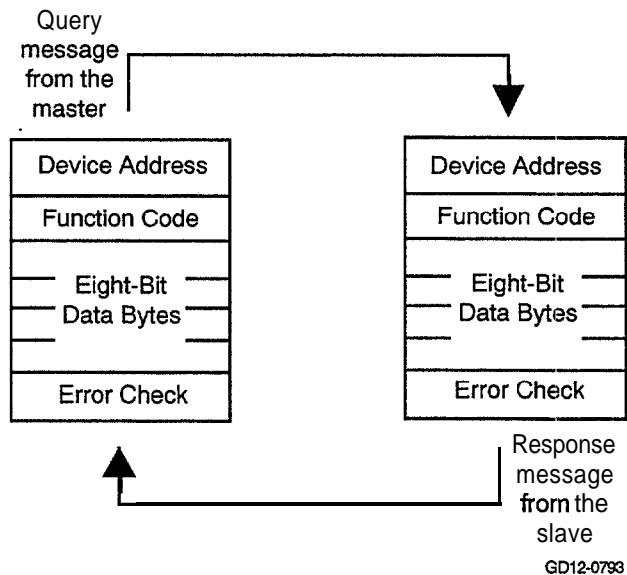 Query
message
from the
master
Device Address
Function Code
Eight-Bit
Data Bytes
Error Check
Device Address
Function Code
Eight-Bit
Data Bytes
Error Check
Response
message
from the
slave
GD12-0793